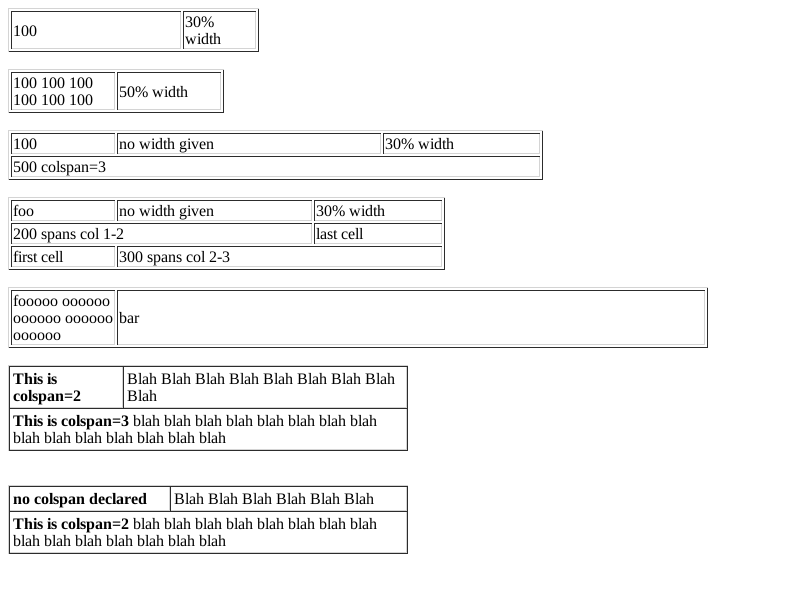 100
30%
width
100 100 100
100 100 100
50% width
100
no width given
30% width
500 colspan=3
foo
no width given
30% width
200 spans col 1-2
last cell
first cell
300 spans col 2-3
fooooo oooooo
oooooo oooooo
oooooo
bar
This is
colspan=2
Blah Blah Blah Blah Blah Blah Blah Blah
Blah
This is colspan=3 blah blah blah blah blah blah blah blah
blah blah blah blah blah blah blah
no colspan declared
Blah Blah Blah Blah Blah Blah
This is colspan=2 blah blah blah blah blah blah blah blah
blah blah blah blah blah blah blah